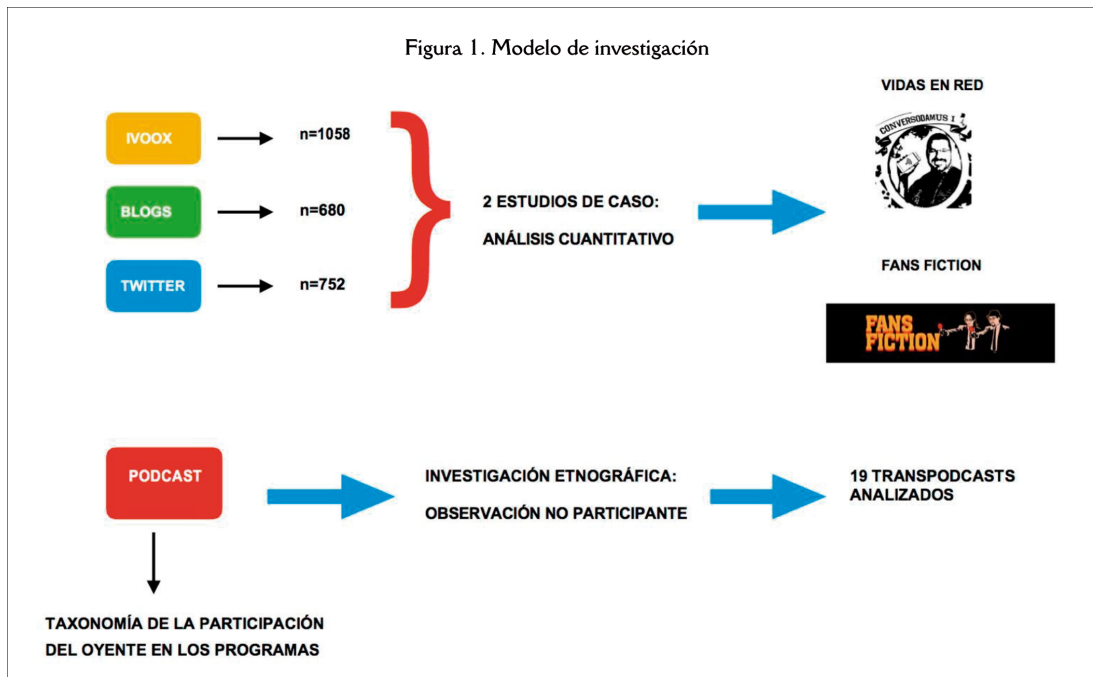 Figura 1. Modelo de investigación
IVOOX
n=1058
BLOGS
n=680
TWITTER
n=752
2 ESTUDIOS DE CASO:
ANÁLISIS CUANTITATIVO
VIDAS EN RED
CONVERSODAMUS I
FANS FICTION
FANS
FICTION
PODCAST
INVESTIGACIÓN ETNOGRÁFICA:
OBSERVACIÓN NO PARTICIPANTE
19 TRANSPODCASTS
ANALIZADOS
TAXONOMÍA DE LA PARTICIPACIÓN
DEL OYENTE EN LOS PROGRAMAS